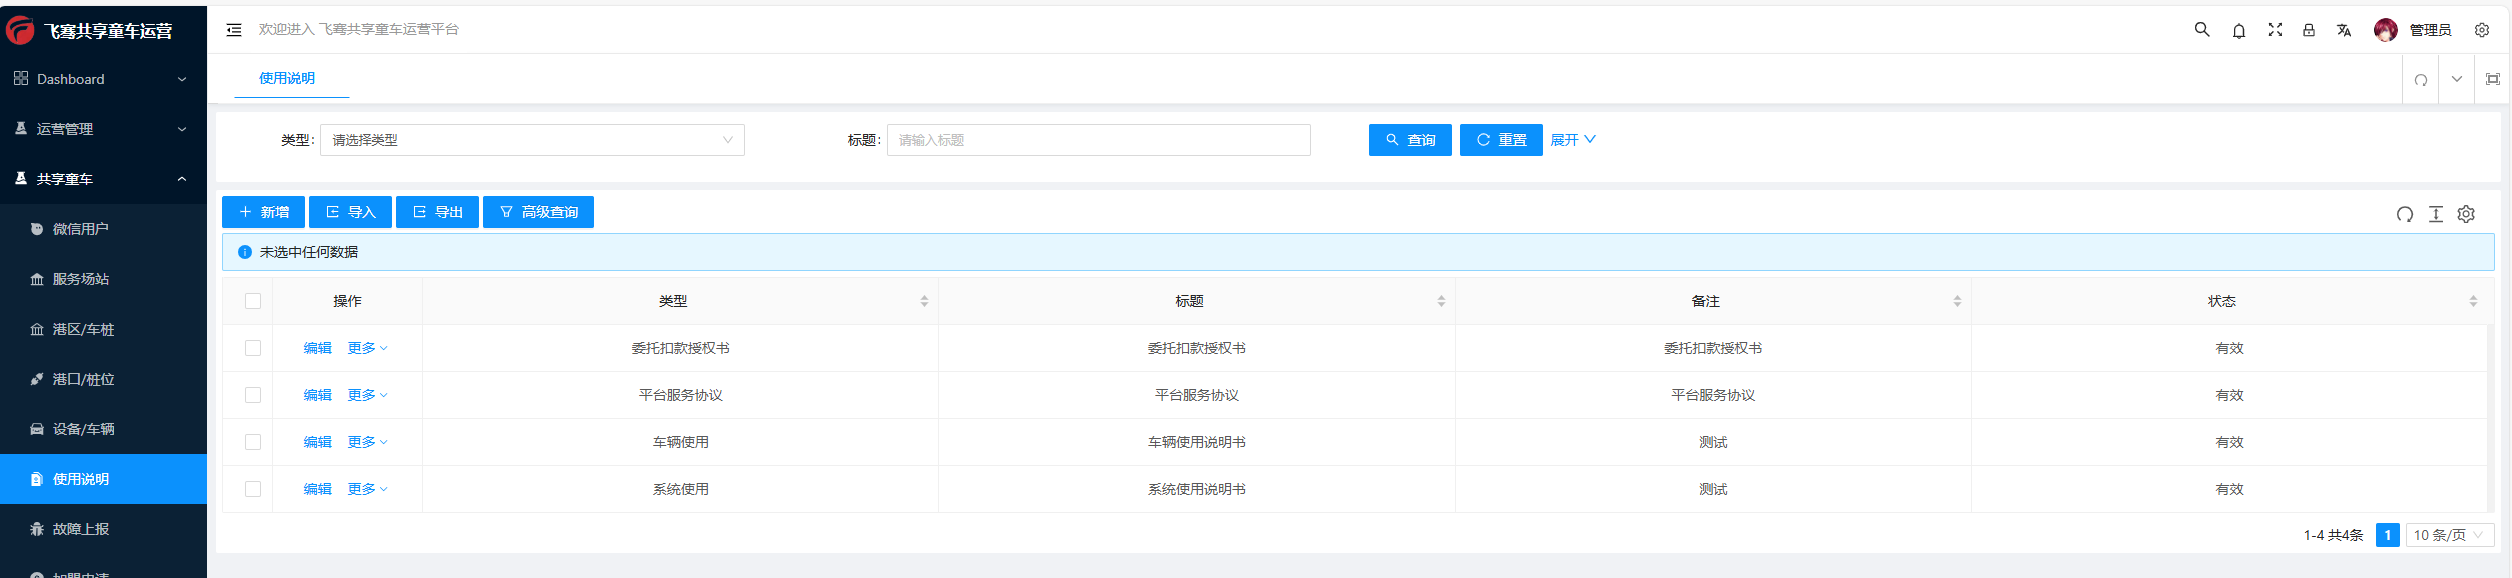 飞骞共享童车运营
欢迎进入 飞骞共享童车运营平台
管理员
Dashboard
运营管理
共享童车
微信用户
服务场站
港区/车桩
港口/桩位
设备/车辆
使用说明
故障上报
加盟申请
使用说明
类型: 请选择类型 标题: 请输入标题 查询 重置 展开
新增 导入 导出 高级查询
未选中任何数据
操作 类型 标题 备注 状态
编辑 更多 委托扣款授权书 委托扣款授权书 委托扣款授权书 有效
编辑 更多 平台服务协议 平台服务协议 平台服务协议 有效
编辑 更多 车辆使用 车辆使用说明书 测试 有效
编辑 更多 系统使用 系统使用说明书 测试 有效
1-4 共4条 1 10 条/页